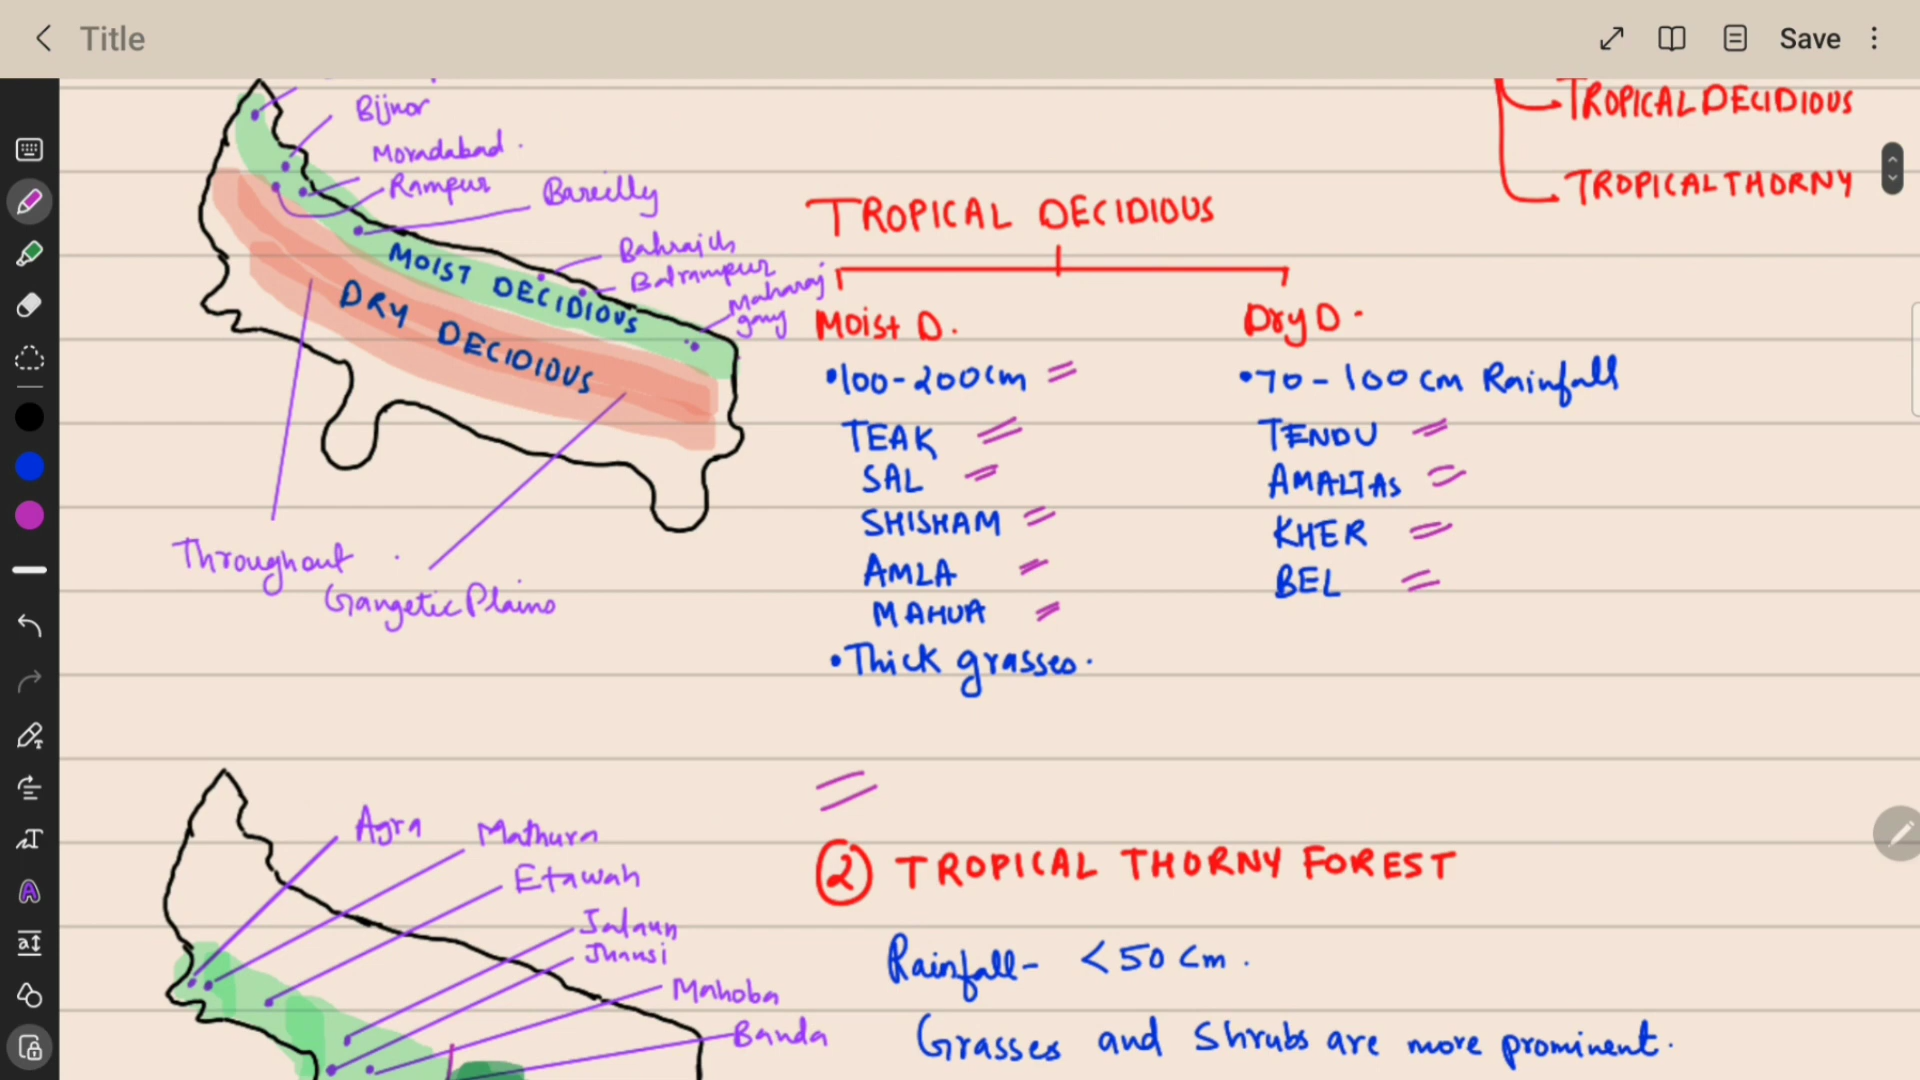 Title
Save
Bijnor
Moradabad.
Rampur
Bareilly
Bahraich
Balrampur
Maharaj
ganj
MOIST DECIDIOUS
DRY DECIDIOUS
Throughout
Gangetic Plains
TROPICAL DECIDIOUS
TROPICAL THORNY
TROPICAL DECIDIOUS
Moist D.
•100-200cm
TEAK
SAL
SHISHAM
AMLA
MAHUA
•Thick grasses.
Dry D.
•70-100 cm Rainfall
TENDU
AMALTAS
KHER
BEL
Agra
Mathura
Etawah
Jalaun
Jhansi
Mahoba
Banda
2 TROPICAL THORNY FOREST
Rainfall- <50 Cm.
Grasses and Shrubs are more prominent.